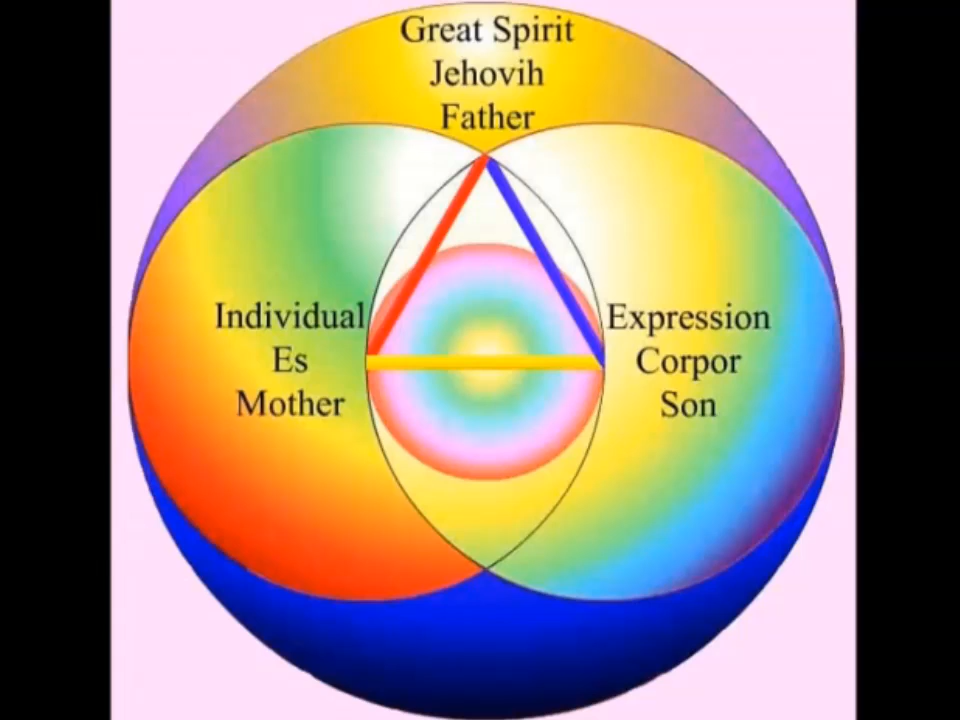 Great Spirit
Jehovih
Father
Individual
Es
Mother
Expression
Corpor
Son